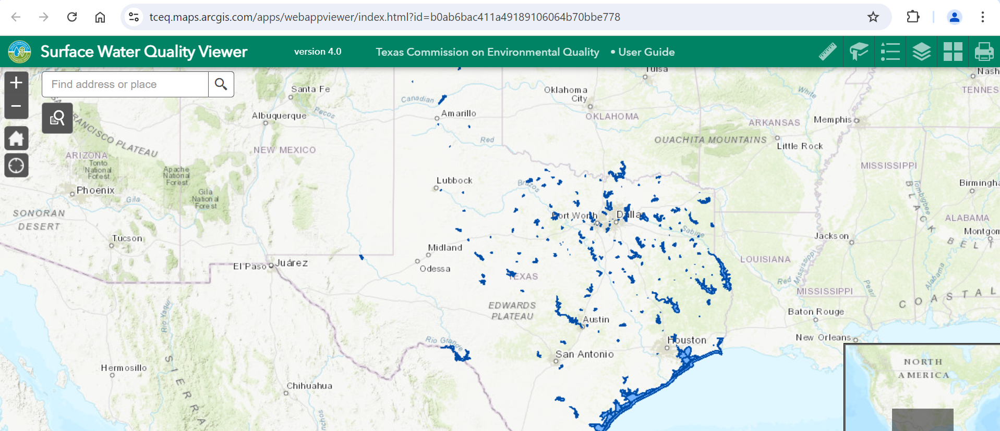 tceq.maps.arcgis.com/apps/webappviewer/index.html?id=b0ab6bac411a49189106064b70bbe778
Surface Water Quality Viewer
version 4.0
Texas Commission on Environmental Quality
• User Guide
+
Find address or place
−
Tulsa
Nash
Santa Fe
Oklahoma
City
White
TENNES
Canadian
Pecos
Amarillo
Albuquerque
OKLAHOMA
ARKANSAS
Memphis
FRANCISCO PLATEAU
Red
OUACHITA MOUNTAINS
Little Rock
NEW MEXICO
ARIZONA
Tonto
National
Forest
MISSISSIPPI
Apache
National
Forest
Lubbock
Brazos
Birmingha
Phoenix
Gila
Gila
National
Forest
Tombigbee
BLACK BELT
SONORAN
DESERT
Fort Worth
Dallas
ALABAMA
Sabine
Montgom
Tucson
Jackson
Midland
LOUISIANA
Mississippi
El Paso
Juárez
Odessa
Alabama
TEXAS
Red
Pearl
MISSISSIPPI
COASTAL
EDWARDS
PLATEAU
Río Yaqui
Baton Rouge
Austin
New Orleans
Rio Grande
Houston
San Antonio
NORTH
AMERICA
Hermosillo
SIERRA
Chihuahua
nchos